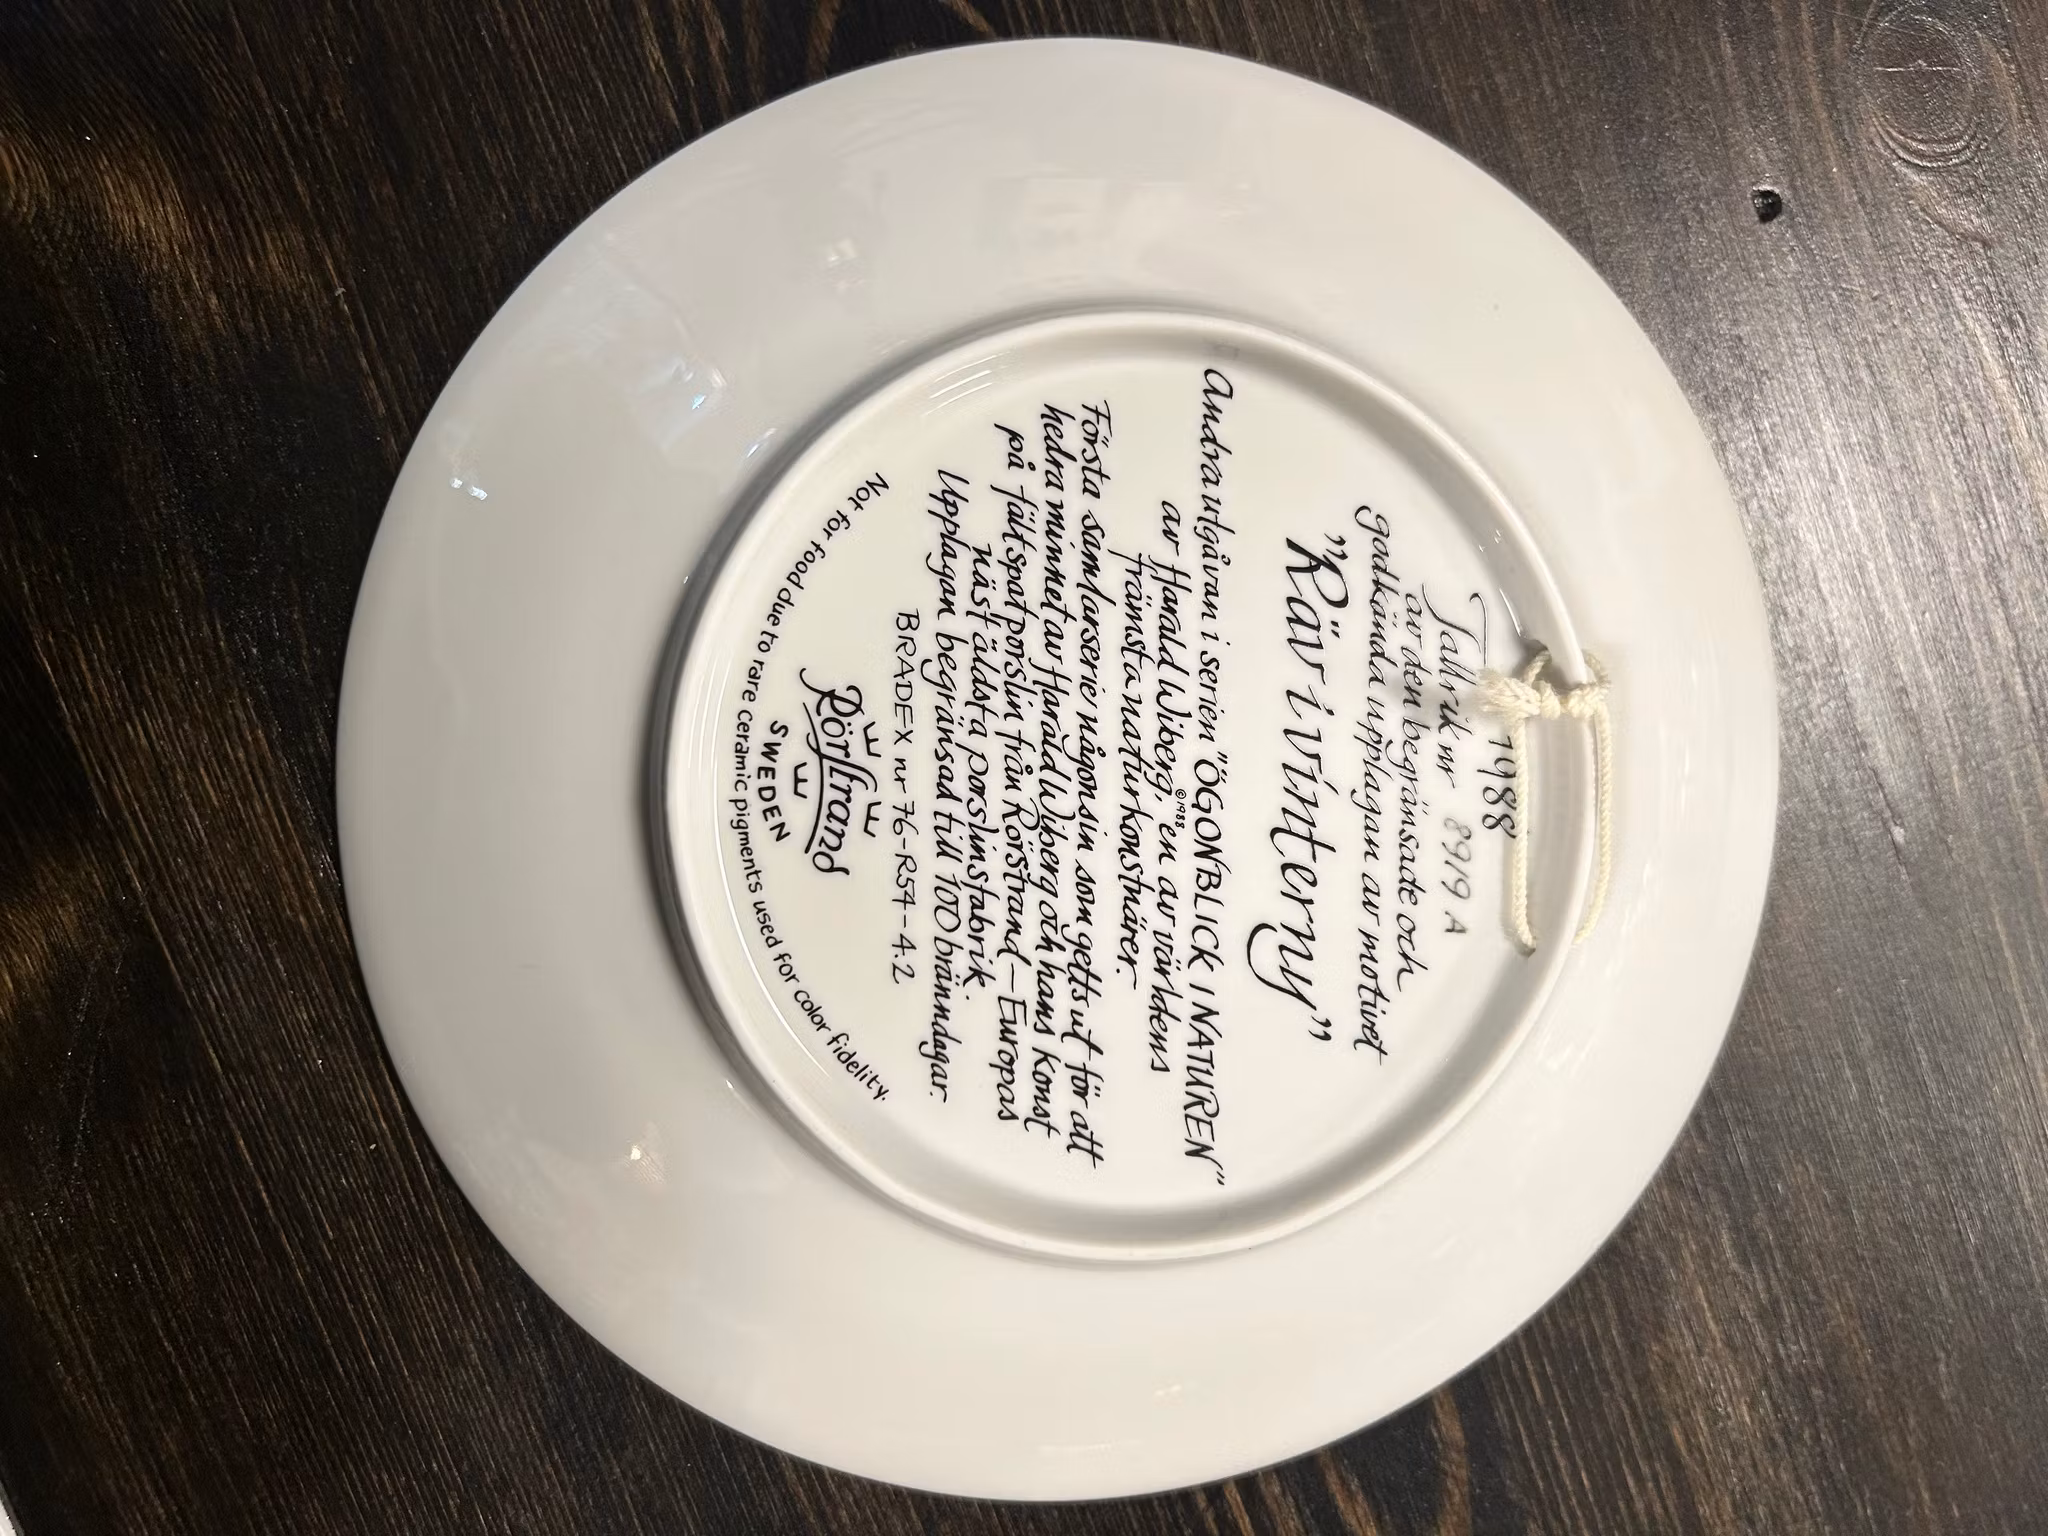 1988
Tallrik nr 8919 A
av den begränsade och
godkända upplagan av motivet
"Räv i vinterny"
Andra utgåvan i serien "ÖGONBLICK I NATUREN"
©1988
av Harald Wiberg, en av världens
främsta naturkonstnärer.
Första samlarserie någonsin som getts ut för att
hedra minnet av Harald Wiberg och hans konst
på fältspatporslin från Rörstrand – Europas
näst äldsta porslinsfabrik.
Upplagan begränsad till 100 bränndagar.
BRADEX nr 76-R54-4.2
Rörstrand
SWEDEN
Not for food due to rare ceramic pigments used for color fidelity.